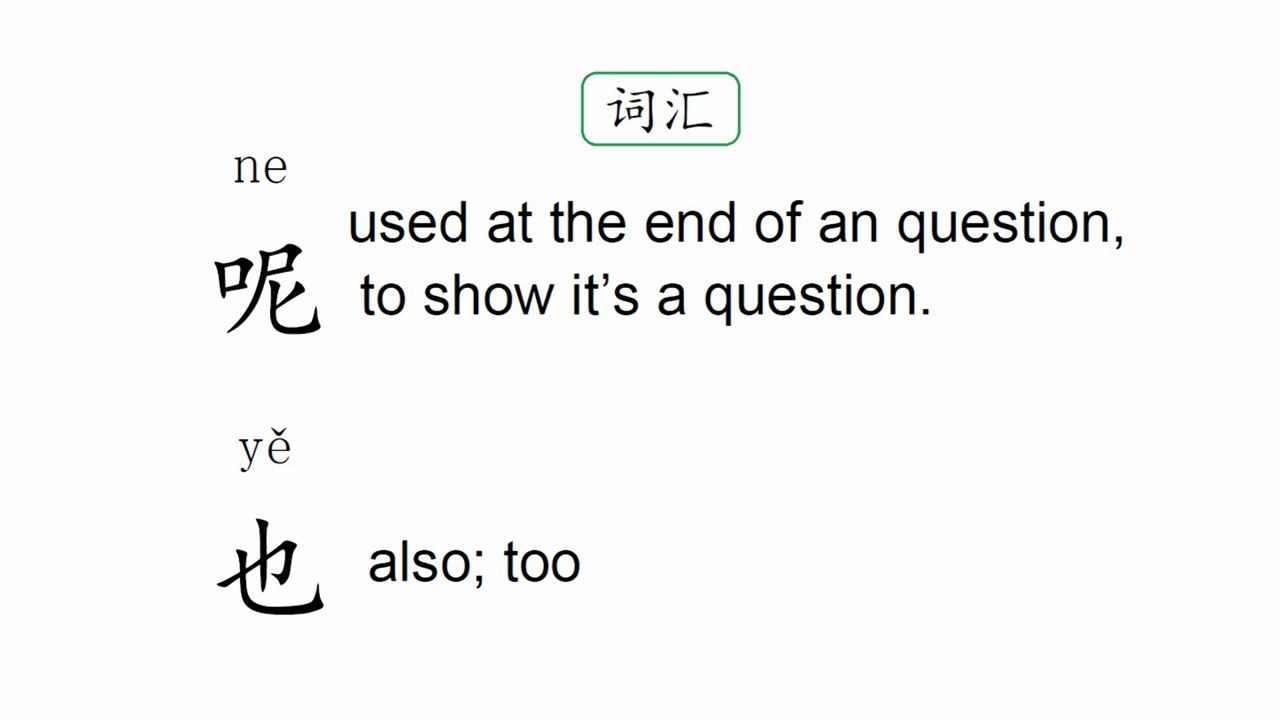 词汇
ne
呢
used at the end of an question,
to show it’s a question.
yě
也
also; too